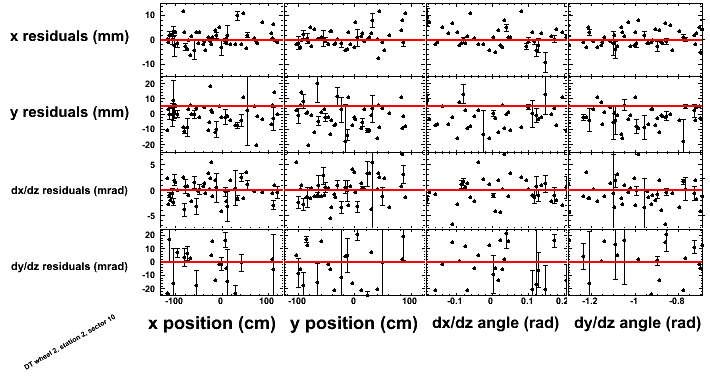 10
x residuals (mm)
0
-10
20
10
y residuals (mm)
0
-10
-20
5
dx/dz residuals (mrad)
0
-5
20
10
dy/dz residuals (mrad)
0
-10
-20
-100 0 100 -100 0 100 -0.1 0 0.1 0.2 -1.2 -1 -0.8
x position (cm) y position (cm) dx/dz angle (rad) dy/dz angle (rad)
DT wheel 2, station 2, sector 10